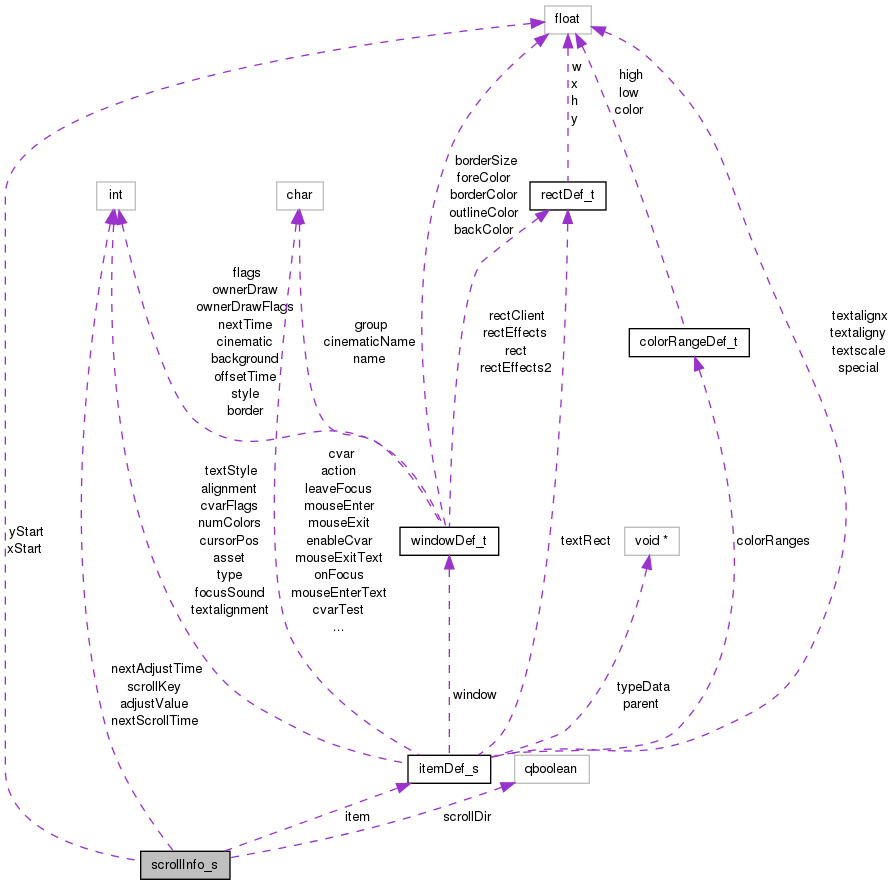 float
w
x
h
y
high
low
color
borderSize
foreColor
borderColor
outlineColor
backColor
int
char
rectDef_t
flags
ownerDraw
ownerDrawFlags
nextTime
cinematic
background
offsetTime
style
border
group
cinematicName
name
rectClient
rectEffects
rect
rectEffects2
colorRangeDef_t
textalignx
textaligny
textscale
special
textStyle
alignment
cvarFlags
numColors
cursorPos
asset
type
focusSound
textalignment
cvar
action
leaveFocus
mouseEnter
mouseExit
enableCvar
mouseExitText
onFocus
mouseEnterText
cvarTest
...
yStart
xStart
windowDef_t
textRect
void *
colorRanges
nextAdjustTime
scrollKey
adjustValue
nextScrollTime
window
typeData
parent
itemDef_s
qboolean
item
scrollDir
scrollInfo_s